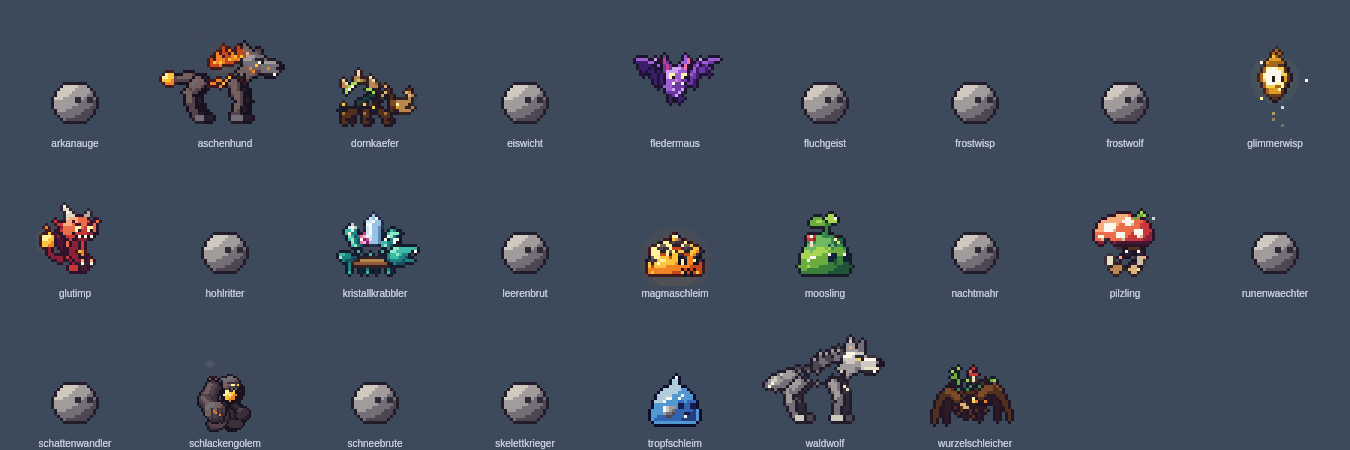 arkanauge aschenhund dornkaefer eiswicht fledermaus fluchgeist frostwisp frostwolf glimmerwisp
glutimp hohlritter kristallkrabbler leerenbrut magmaschleim moosling nachtmahr pilzling runenwaechter
schattenwandler schlackengolem schneebrute skelettkrieger tropfschleim waldwolf wurzelschleicher